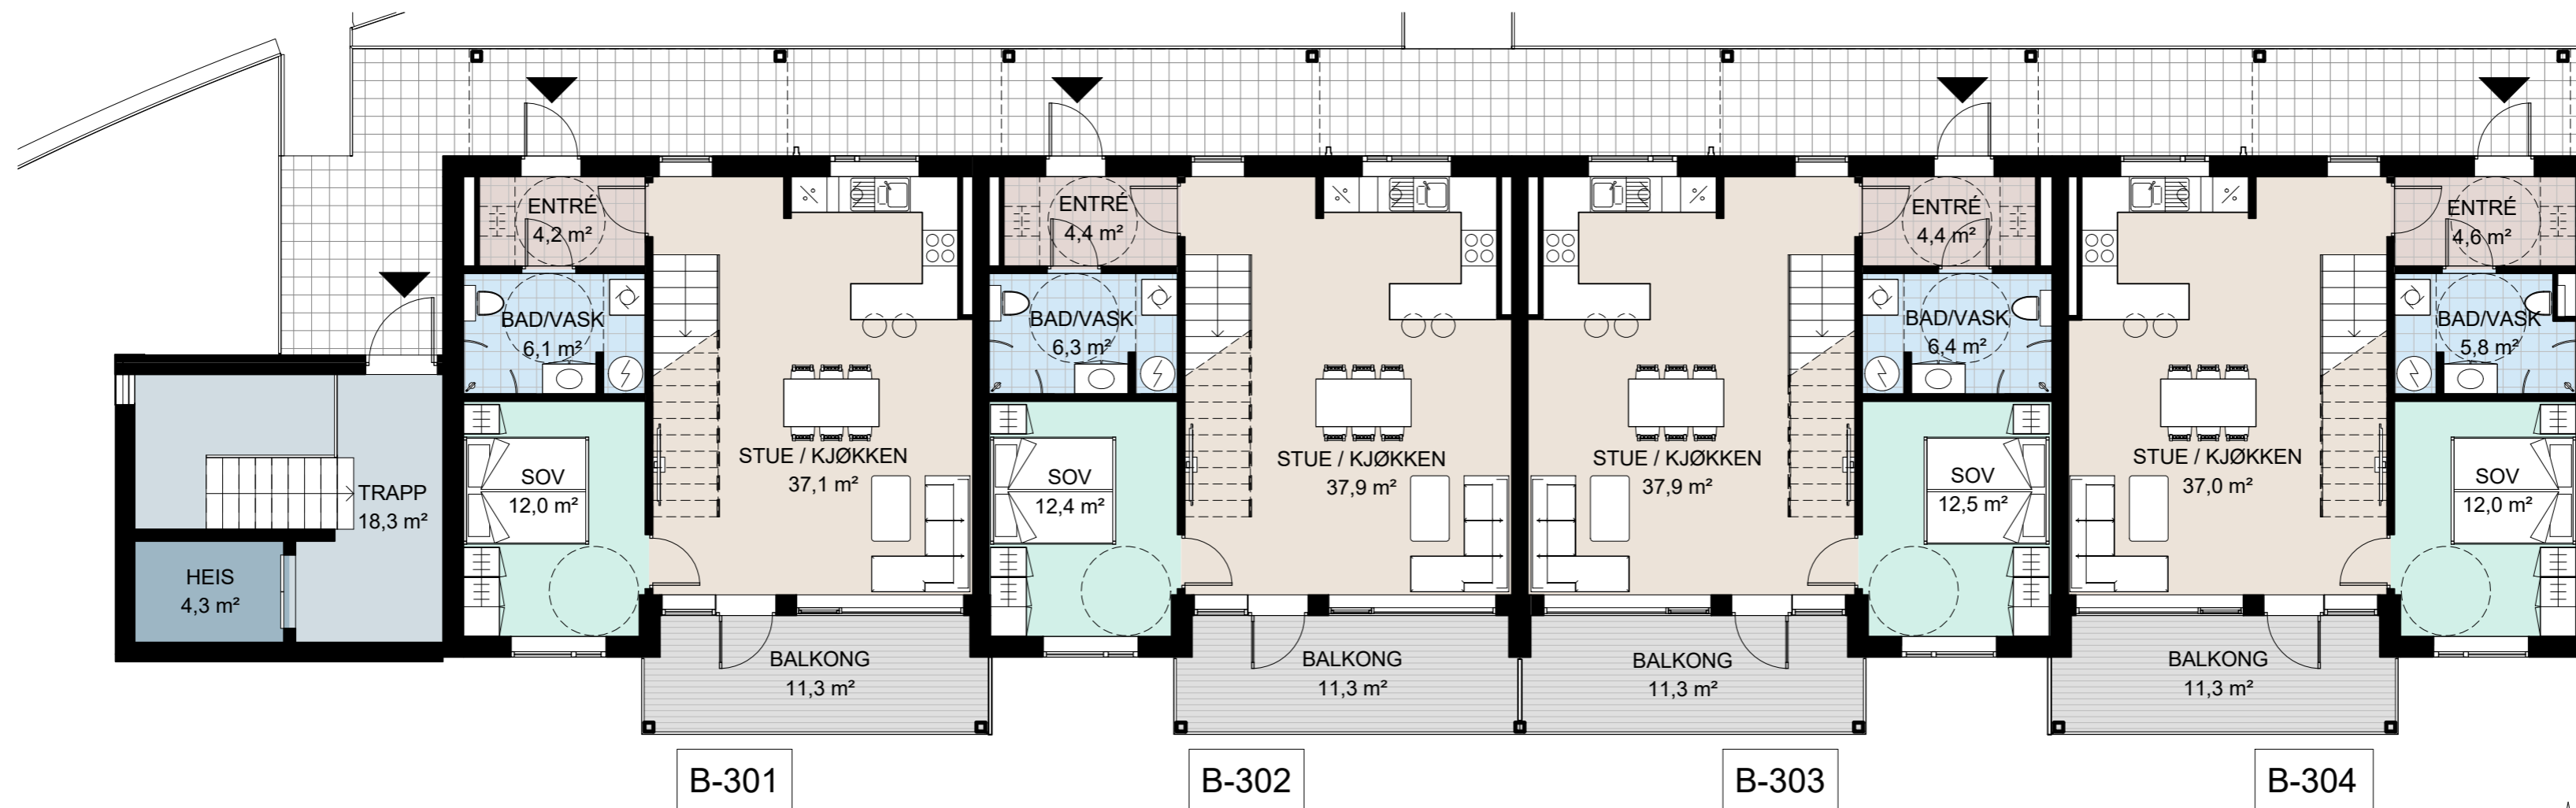 ENTRÉ
4,2 m²
BAD/VASK
6,1 m²
SOV
12,0 m²
STUE / KJØKKEN
37,1 m²
BALKONG
11,3 m²
TRAPP
18,3 m²
HEIS
4,3 m²
B-301
ENTRÉ
4,4 m²
BAD/VASK
6,3 m²
SOV
12,4 m²
STUE / KJØKKEN
37,9 m²
BALKONG
11,3 m²
B-302
ENTRÉ
4,4 m²
BAD/VASK
6,4 m²
STUE / KJØKKEN
37,9 m²
SOV
12,5 m²
BALKONG
11,3 m²
B-303
ENTRÉ
4,6 m²
BAD/VASK
5,8 m²
STUE / KJØKKEN
37,0 m²
SOV
12,0 m²
BALKONG
11,3 m²
B-304